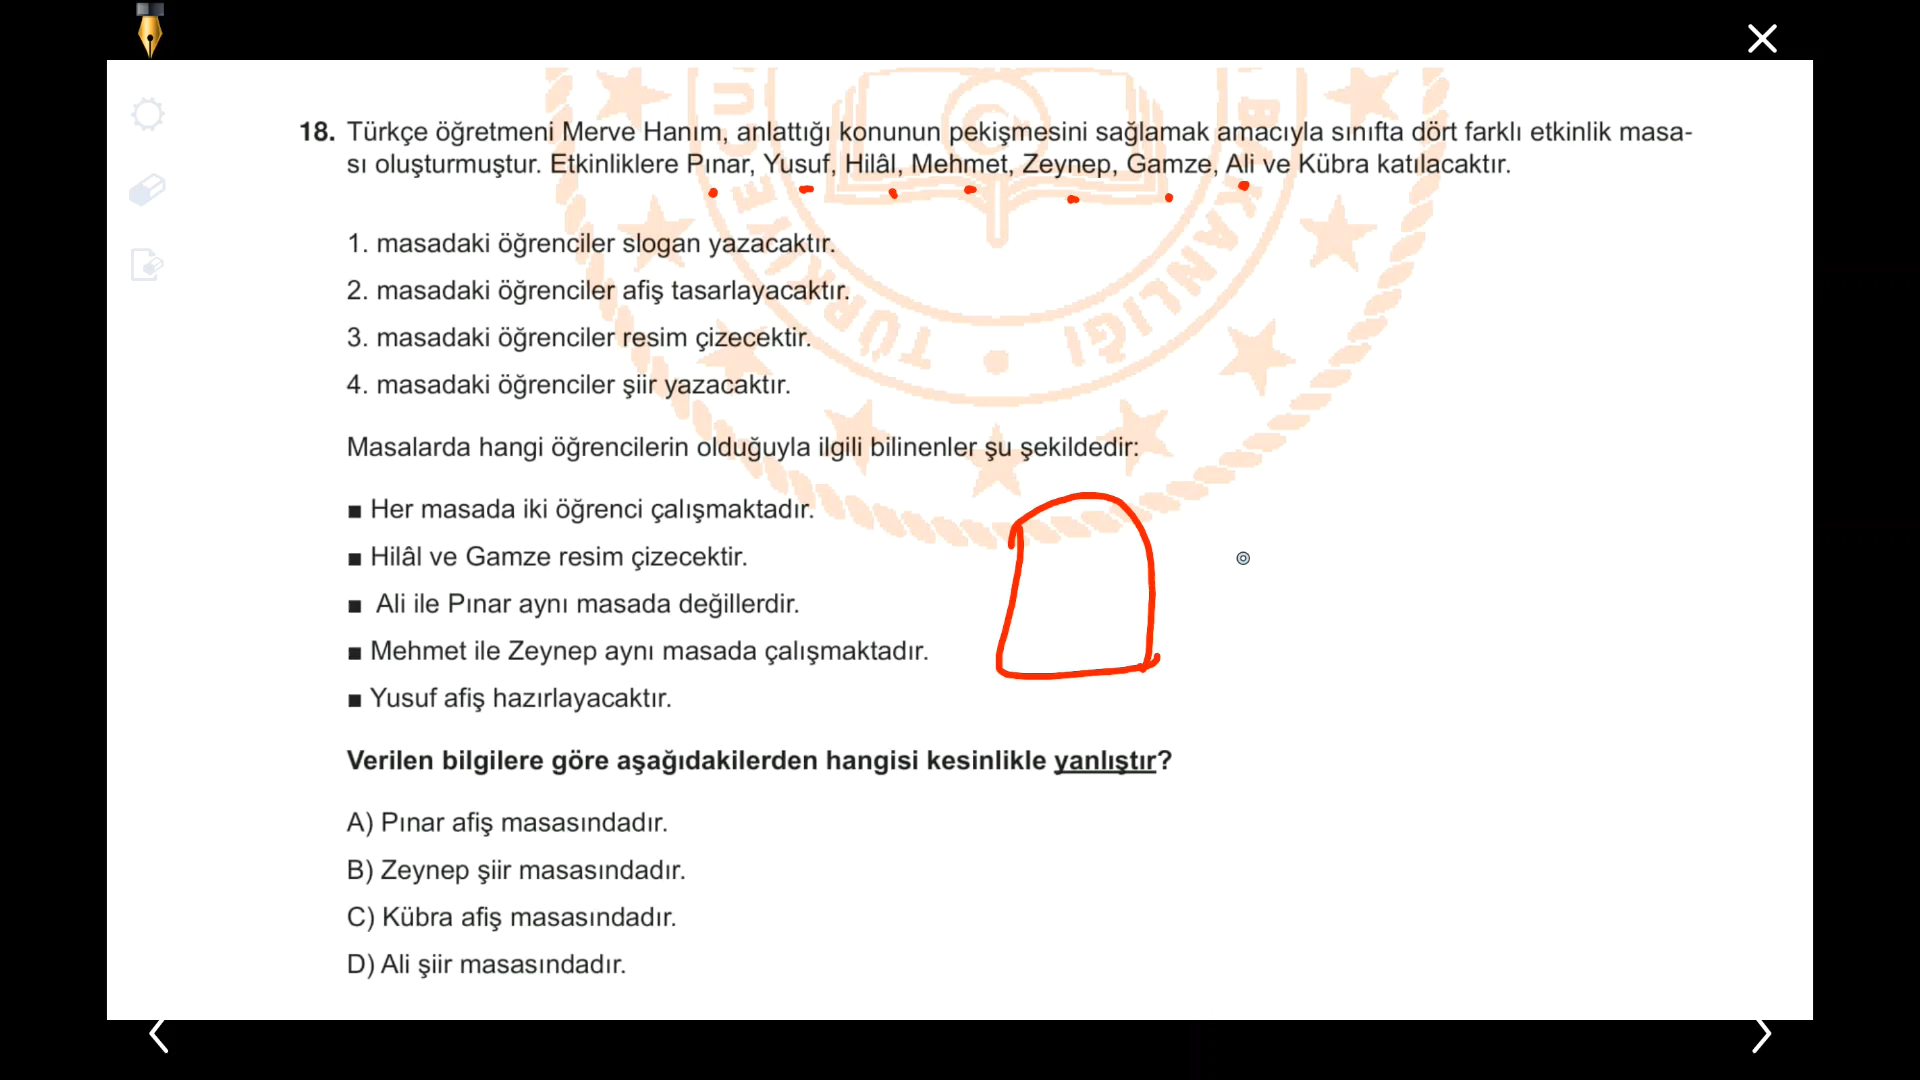 18. Türkçe öğretmeni Merve Hanım, anlattığı konunun pekişmesini sağlamak amacıyla sınıfta dört farklı etkinlik masa-
sı oluşturmuştur. Etkinliklere Pınar, Yusuf, Hilâl, Mehmet, Zeynep, Gamze, Ali ve Kübra katılacaktır.
1. masadaki öğrenciler slogan yazacaktır.
2. masadaki öğrenciler afiş tasarlayacaktır.
3. masadaki öğrenciler resim çizecektir.
4. masadaki öğrenciler şiir yazacaktır.
Masalarda hangi öğrencilerin olduğuyla ilgili bilinenler şu şekildedir:
■ Her masada iki öğrenci çalışmaktadır.
■ Hilâl ve Gamze resim çizecektir.
■ Ali ile Pınar aynı masada değillerdir.
■ Mehmet ile Zeynep aynı masada çalışmaktadır.
■ Yusuf afiş hazırlayacaktır.
Verilen bilgilere göre aşağıdakilerden hangisi kesinlikle yanlıştır?
A) Pınar afiş masasındadır.
B) Zeynep şiir masasındadır.
C) Kübra afiş masasındadır.
D) Ali şiir masasındadır.